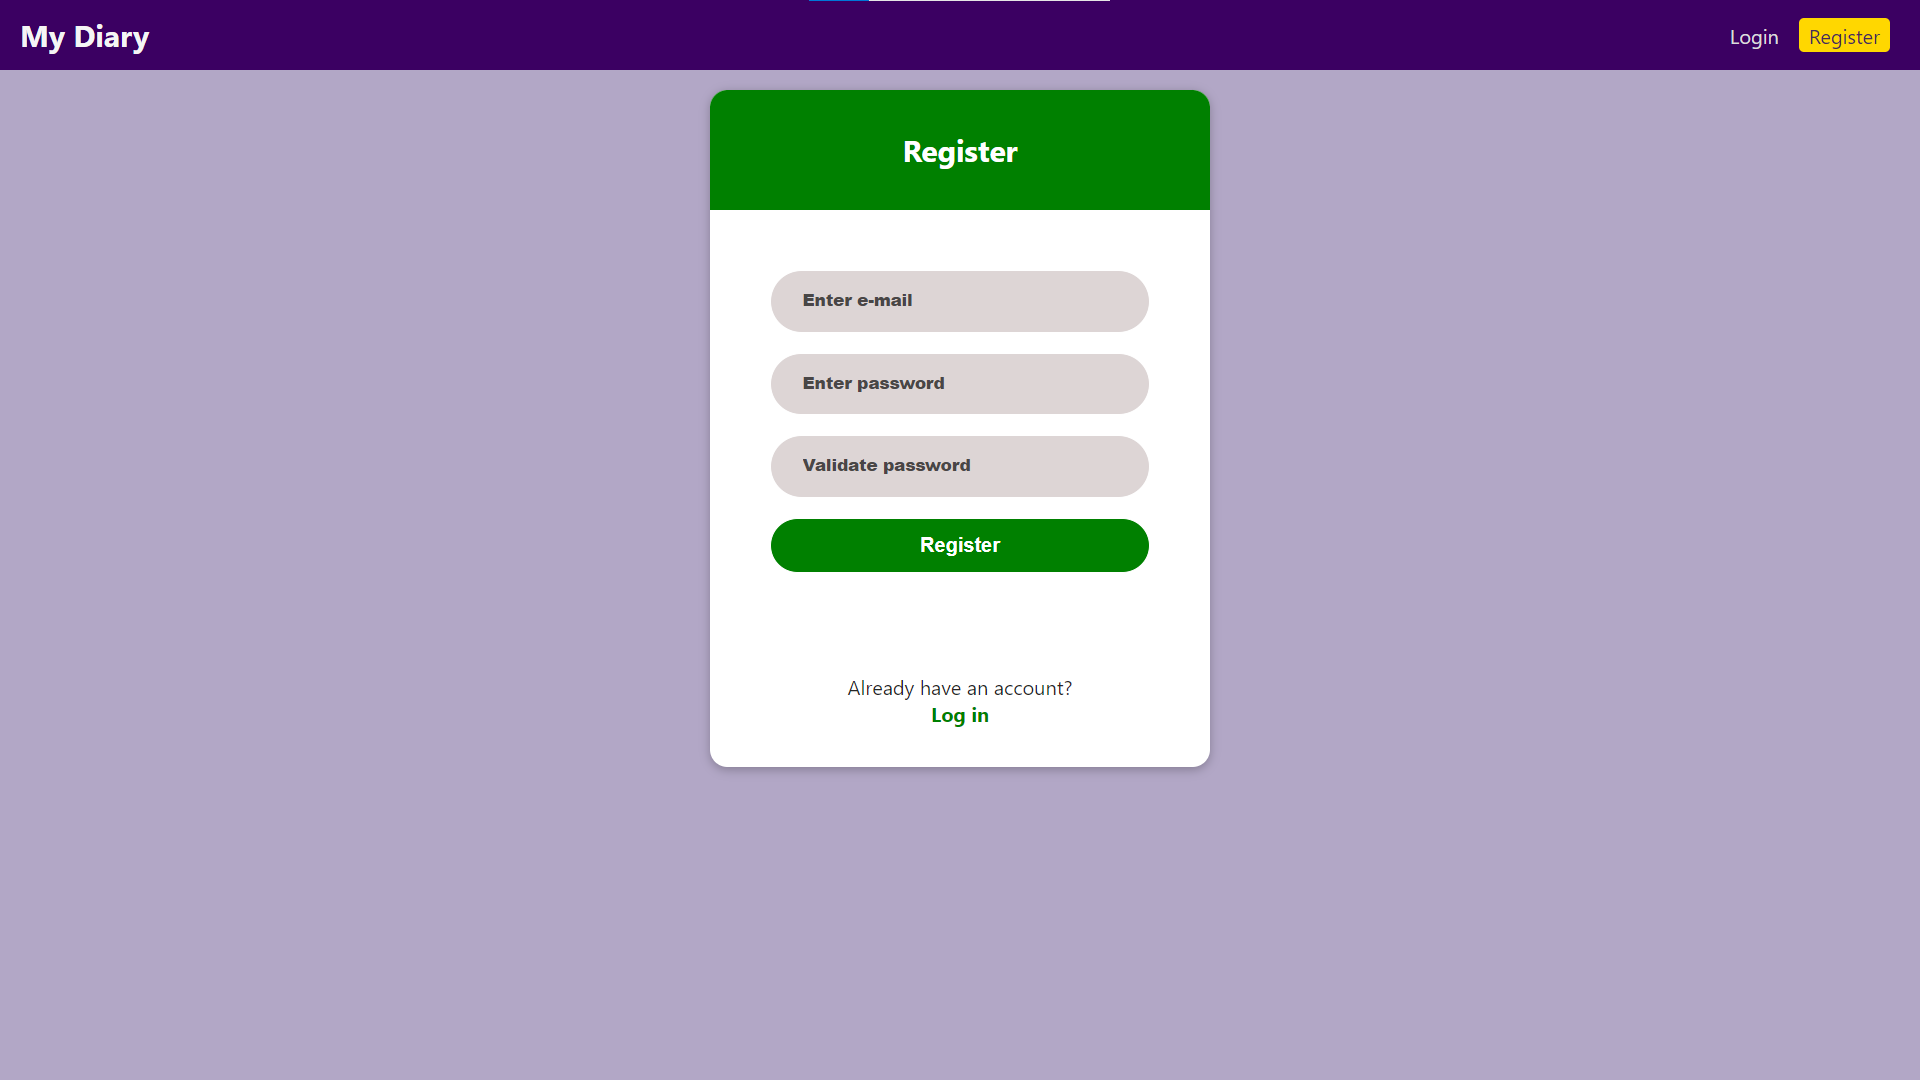 My Diary
Login
Register
Register
Enter e-mail
Enter password
Validate password
Register
Already have an account?
Log in